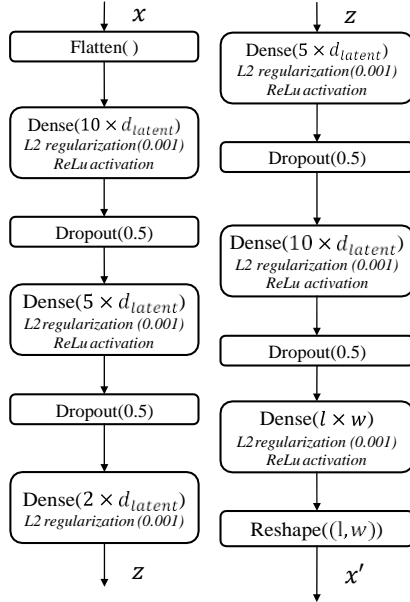 x
Flatten( )
Dense(10 × d_latent)
L2 regularization(0.001)
ReLu activation
Dropout(0.5)
Dense(5 × d_latent)
L2 regularization (0.001)
ReLu activation
Dropout(0.5)
Dense(2 × d_latent)
L2 regularization (0.001)
z
z
Dense(5 × d_latent)
L2 regularization(0.001)
ReLu activation
Dropout(0.5)
Dense(10 × d_latent)
L2 regularization (0.001)
ReLu activation
Dropout(0.5)
Dense(l × w)
L2 regularization (0.001)
ReLu activation
Reshape((l, w))
x′